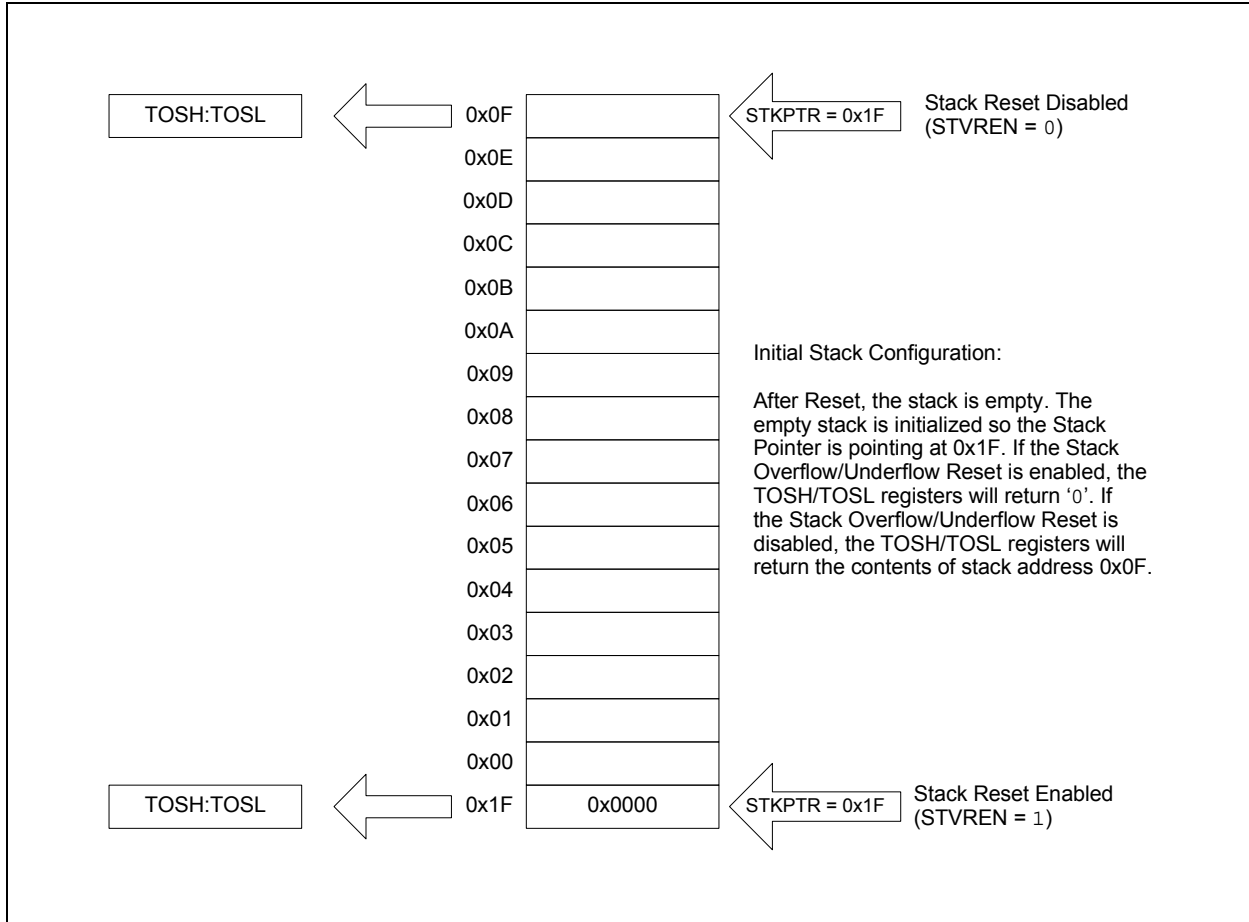 TOSH:TOSL
0x0F
STKPTR = 0x1F
Stack Reset Disabled
(STVREN = 0)
0x0E
0x0D
0x0C
0x0B
0x0A
0x09
0x08
0x07
0x06
0x05
0x04
0x03
0x02
0x01
0x00
Initial Stack Configuration:
After Reset, the stack is empty. The
empty stack is initialized so the Stack
Pointer is pointing at 0x1F. If the Stack
Overflow/Underflow Reset is enabled, the
TOSH/TOSL registers will return ‘0’. If
the Stack Overflow/Underflow Reset is
disabled, the TOSH/TOSL registers will
return the contents of stack address 0x0F.
TOSH:TOSL
0x1F
0x0000
STKPTR = 0x1F
Stack Reset Enabled
(STVREN = 1)